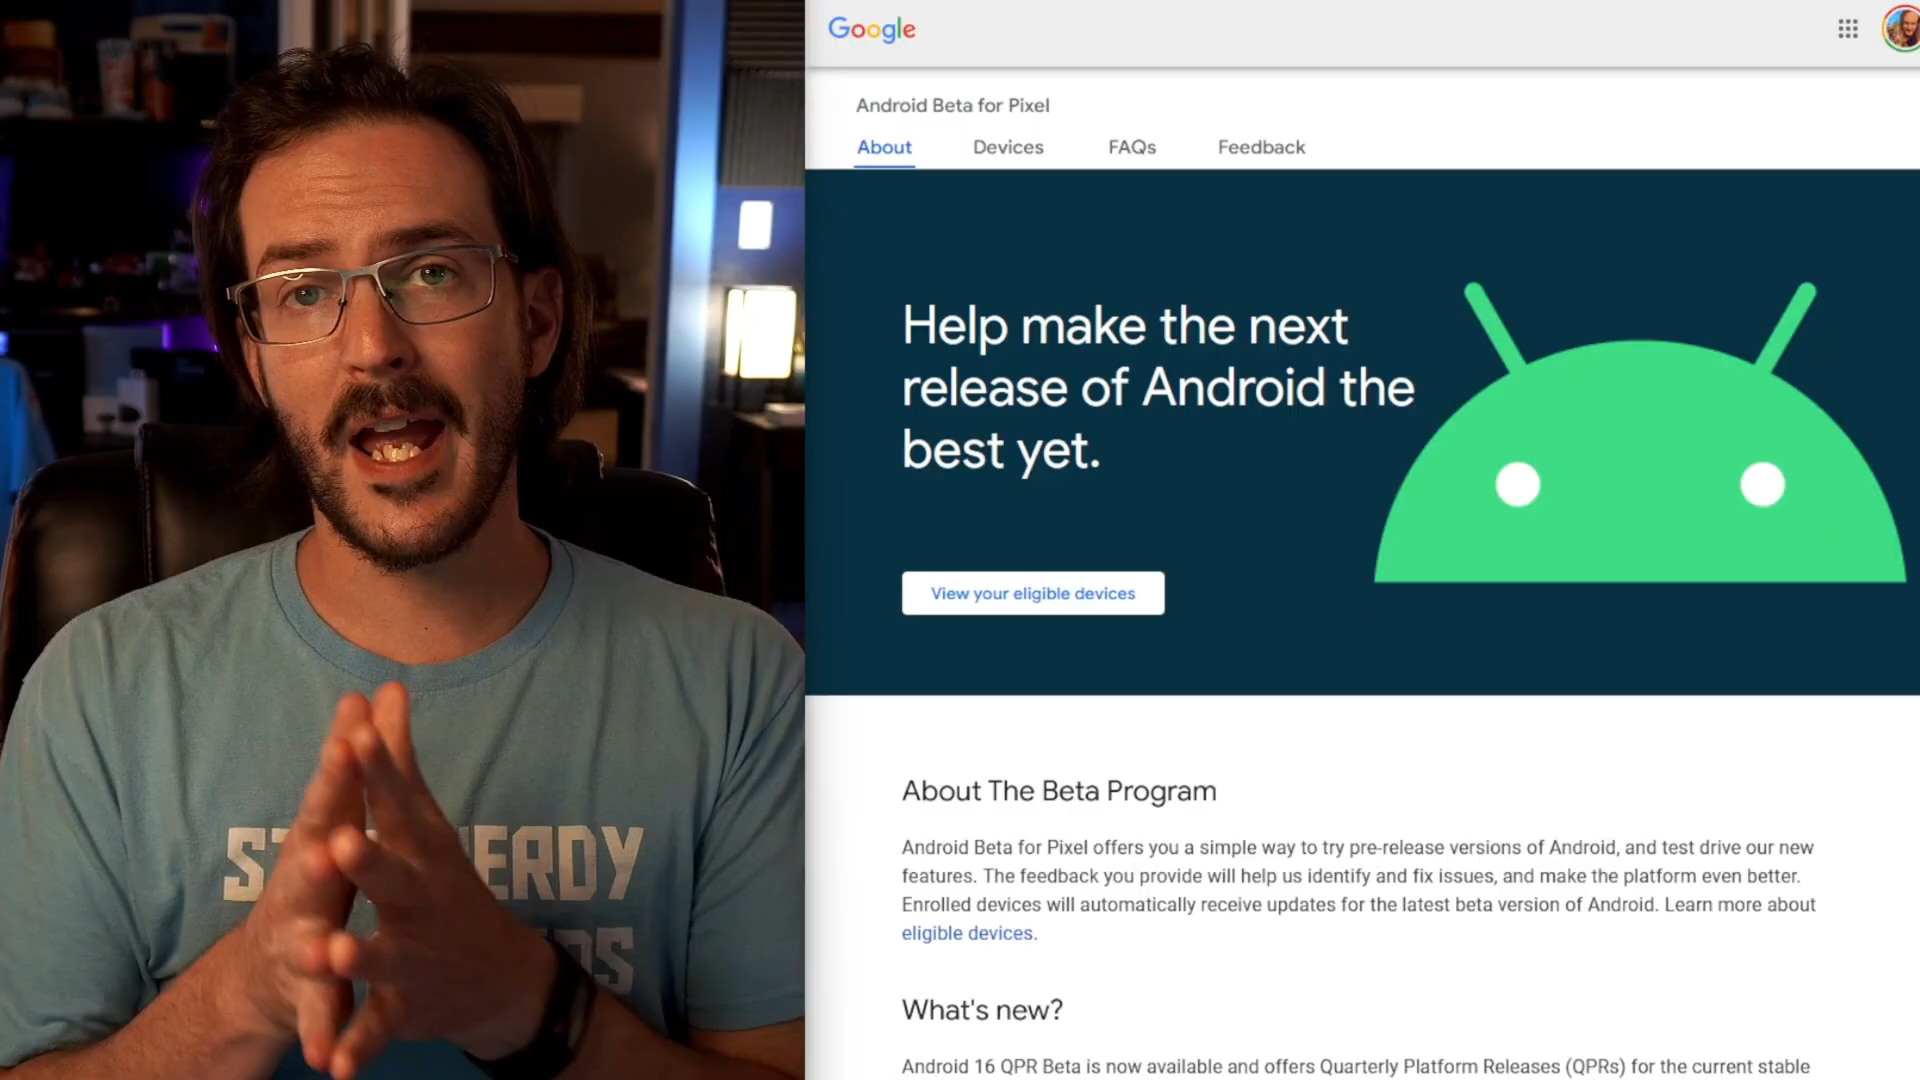 Google
Android Beta for Pixel
About Devices FAQs Feedback
Help make the next
release of Android the
best yet.
View your eligible devices
About The Beta Program
Android Beta for Pixel offers you a simple way to try pre-release versions of Android, and test drive our new
features. The feedback you provide will help us identify and fix issues, and make the platform even better.
Enrolled devices will automatically receive updates for the latest beta version of Android. Learn more about
eligible devices.
What's new?
Android 16 QPR Beta is now available and offers Quarterly Platform Releases (QPRs) for the current stable